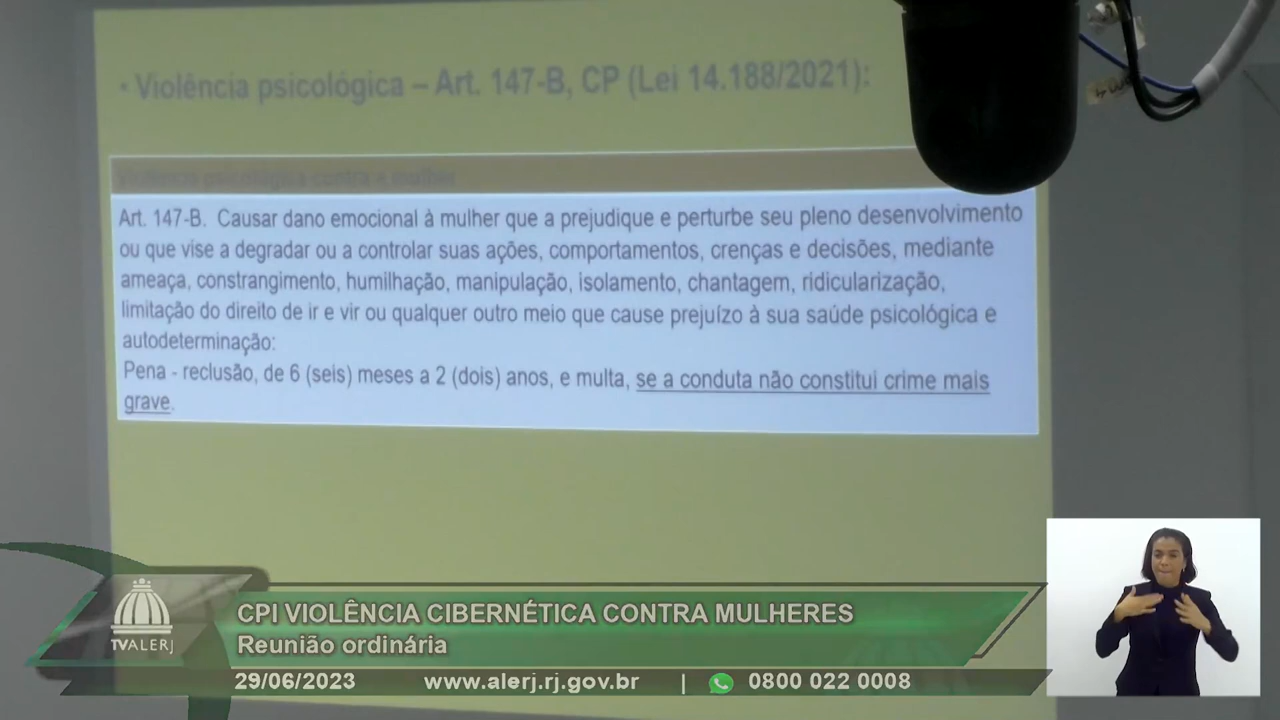 • Violência psicológica – Art. 147-B, CP (Lei 14.188/2021):
Violência psicológica contra a mulher
Art. 147-B. Causar dano emocional à mulher que a prejudique e perturbe seu pleno desenvolvimento
ou que vise a degradar ou a controlar suas ações, comportamentos, crenças e decisões, mediante
ameaça, constrangimento, humilhação, manipulação, isolamento, chantagem, ridicularização,
limitação do direito de ir e vir ou qualquer outro meio que cause prejuízo à sua saúde psicológica e
autodeterminação:
Pena - reclusão, de 6 (seis) meses a 2 (dois) anos, e multa, se a conduta não constitui crime mais
grave.
CPI VIOLÊNCIA CIBERNÉTICA CONTRA MULHERES
Reunião ordinária
TVALERJ
29/06/2023 www.alerj.rj.gov.br | 0800 022 0008